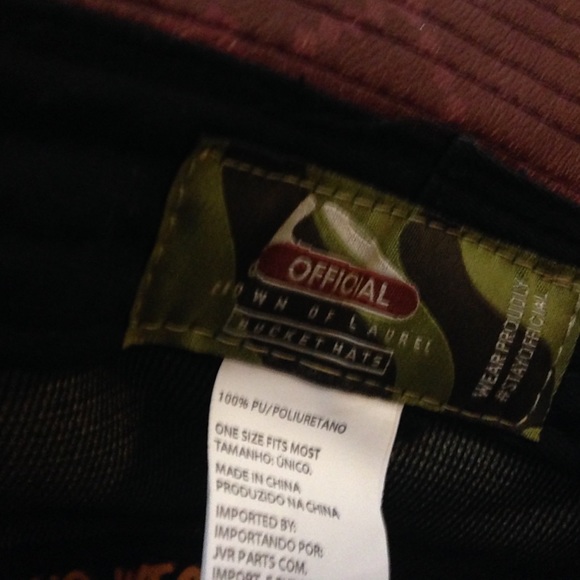 OFFICIAL
CROWN OF LAUREL
BUCKET HATS
WEAR PROUDLY
#STAYOFFICIAL
100% PU/POLIURETANO
ONE SIZE FITS MOST
TAMANHO: ÚNICO.
MADE IN CHINA
PRODUZIDO NA CHINA
IMPORTED BY:
IMPORTANDO POR:
JVR PARTS COM.
IMPORT.